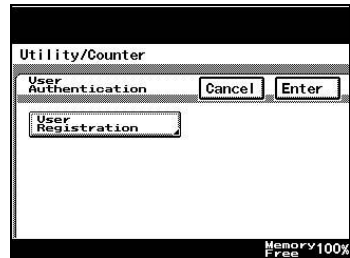 Utility/Counter
User
Authentication
Cancel
Enter
User
Registration
Memory
Free 100%